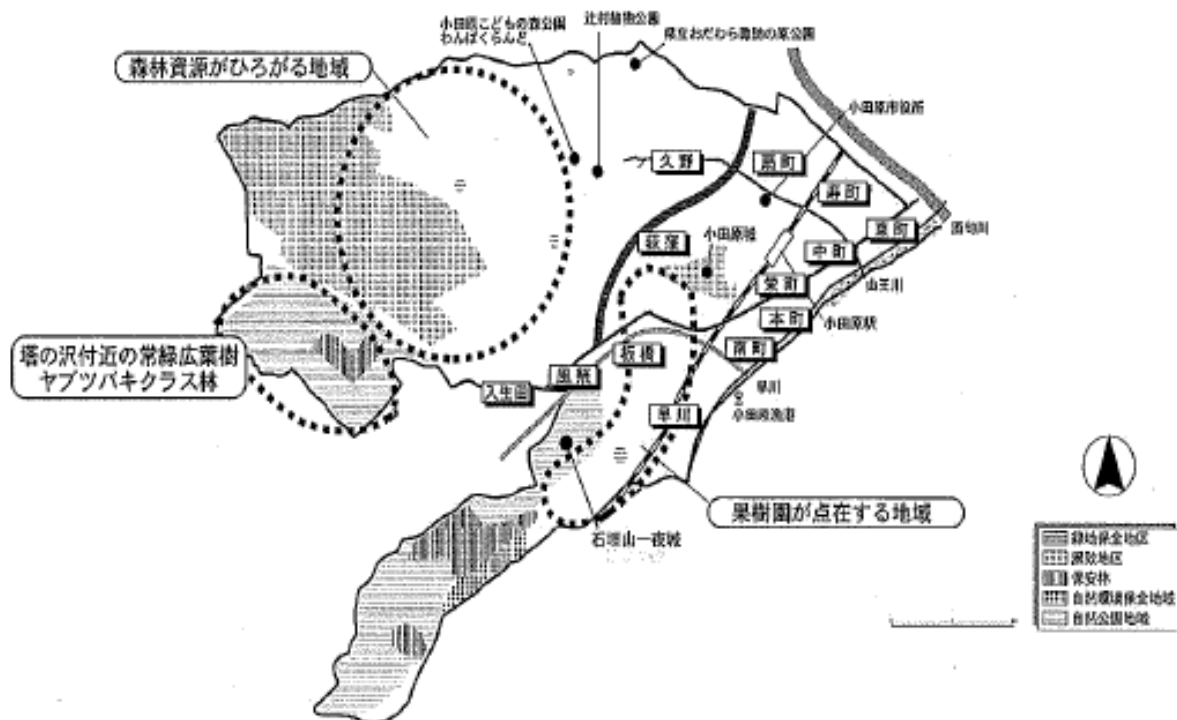 小田原こどもの森公園
わんぱくらんど
辻村植物公園
県立おだわら諏訪の原公園
森林資源がひろがる地域
小田原市役所
久野
扇町
寿町
東町
酒匂川
荻窪
小田原城
中町
栄町
山王川
本町
小田原駅
塔の沢付近の常緑広葉樹
ヤブツバキクラス林
南町
板橋
風祭
入生田
早川
小田原漁港
早川
果樹園が点在する地域
石垣山一夜城
緑地保全地区
風致地区
保安林
自然環境保全地域
自然公園地域